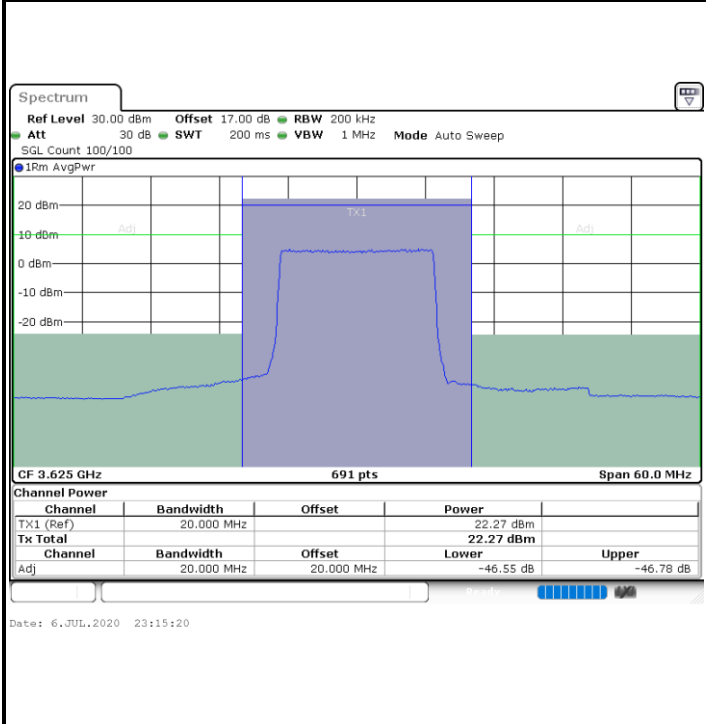 Spectrum
Ref Level 30.00 dBm Offset 17.00 dB RBW 200 kHz
Att 30 dB SWT 200 ms VBW 1 MHz Mode Auto Sweep
SGL Count 100/100
1Rm AvgPwr
20 dBm
TX1
Adj Adj
10 dBm
0 dBm
-10 dBm
-20 dBm
CF 3.625 GHz 691 pts Span 60.0 MHz
Channel Power
Channel Bandwidth Offset Power
TX1 (Ref) 20.000 MHz 22.27 dBm
Tx Total 22.27 dBm
Channel Bandwidth Offset Lower Upper
Adj 20.000 MHz 20.000 MHz -46.55 dB -46.78 dB
Ready
Date: 6.JUL.2020 23:15:20